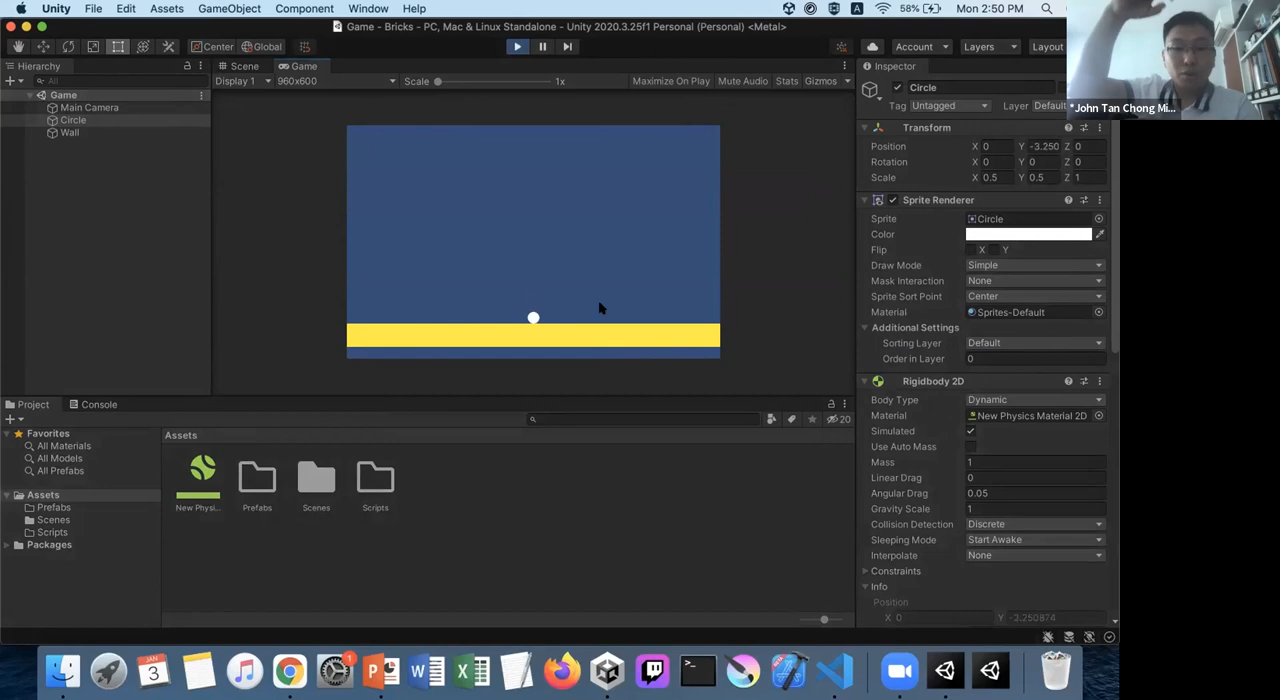 Unity File Edit Assets GameObject Component Window Help A 58% Mon 2:50 PM
Game - Bricks - PC, Mac & Linux Standalone - Unity 2020.3.25f1 Personal (Personal) <Metal>
Center Global Account Layers Layout
Hierarchy Scene Game Inspector
All Display 1 960x600 Scale 1x Maximize On Play Mute Audio Stats Gizmos
Circle
Game
Tag Untagged Layer Default
*John Tan Chong Mi...
Main Camera
Circle
Wall
Transform
Position X 0 Y -3.250 Z 0
Rotation X 0 Y 0 Z 0
Scale X 0.5 Y 0.5 Z 1
Sprite Renderer
Sprite Circle
Color
Flip X Y
Draw Mode Simple
Mask Interaction None
Sprite Sort Point Center
Material Sprites-Default
Additional Settings
Sorting Layer Default
Order in Layer 0
Rigidbody 2D
Body Type Dynamic
Material New Physics Material 2D
Simulated
Use Auto Mass
Mass 1
Linear Drag 0
Angular Drag 0.05
Gravity Scale 1
Collision Detection Discrete
Sleeping Mode Start Awake
Interpolate None
Constraints
Info
Position
X 0 Y -3.250874
Project Console
20
Favorites
All Materials
All Models
All Prefabs
Assets
Prefabs
Scenes
Scripts
Packages
Assets
New Physi... Prefabs Scenes Scripts
JAN
3
1